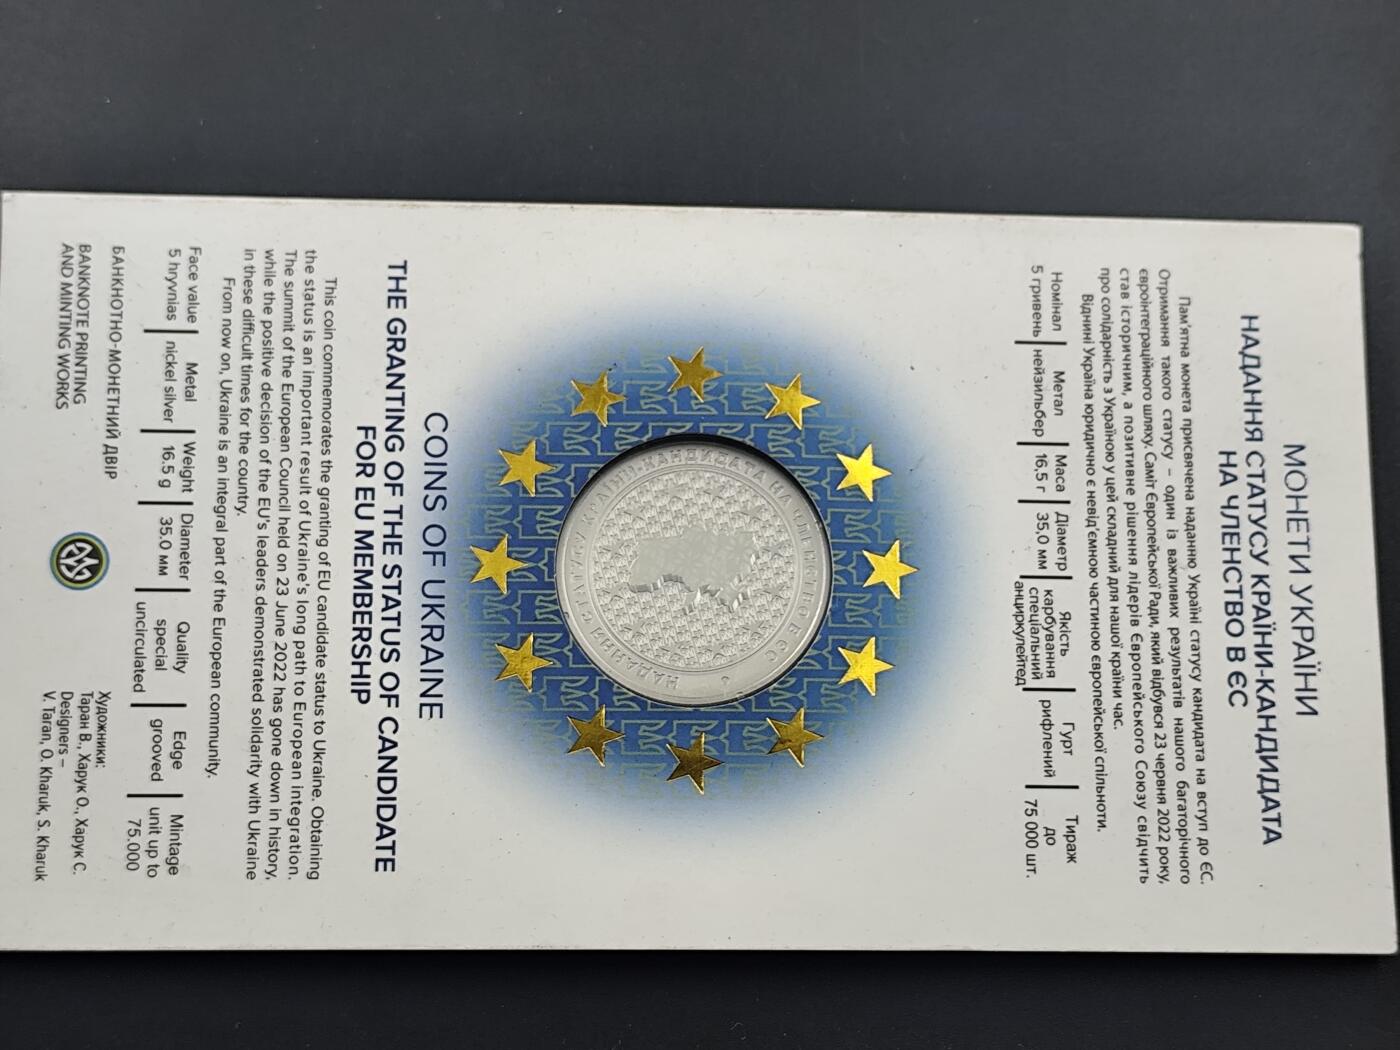 МОНЕТИ УКРАЇНИ
НАДАННЯ СТАТУСУ КРАЇНИ-КАНДИДАТА
НА ЧЛЕНСТВО В ЄС
Пам'ятна монета присвячена наданню Україні статусу кандидата на вступ до ЄС.
Отримання такого статусу – один із важливих результатів нашого багаторічного
євроінтеграційного шляху. Саміт Європейської Ради, який відбувся 23 червня 2022 року,
став історичним, а позитивне рішення лідерів Європейського Союзу свідчить
про солідарність з Україною у цей складний для нашої країни час.
Віднині Україна юридично є невід'ємною частиною європейської спільноти.
Номінал
5 гривень
Метал
нейзильбер
Маса
16,5 г
Діаметр
35,0 мм
Якість
карбування
спеціальний
анциркулейтед
Гурт
рифлений
Тираж
до
75 000 шт.
НАДАННЯ СТАТУСУ КРАЇНИ-КАНДИДАТА НА ЧЛЕНСТВО В ЄС
COINS OF UKRAINE
THE GRANTING OF THE STATUS OF CANDIDATE
FOR EU MEMBERSHIP
This coin commemorates the granting of EU candidate status to Ukraine. Obtaining
the status is an important result of Ukraine's long path to European integration.
The summit of the European Council held on 23 June 2022 has gone down in history,
while the positive decision of the EU's leaders demonstrated solidarity with Ukraine
in these difficult times for the country.
From now on, Ukraine is an integral part of the European community.
Face value
5 hryvnias
Metal
nickel silver
Weight
16.5 g
Diameter
35.0 мм
Quality
special
uncirculated
Edge
grooved
Mintage
unit up to
75.000
БАНКНОТНО-МОНЕТНИЙ ДВІР
BANKNOTE PRINTING
AND MINTING WORKS
Художники:
Таран В., Харук О., Харук С.
Designers –
V. Taran, O. Kharuk, S. Kharuk